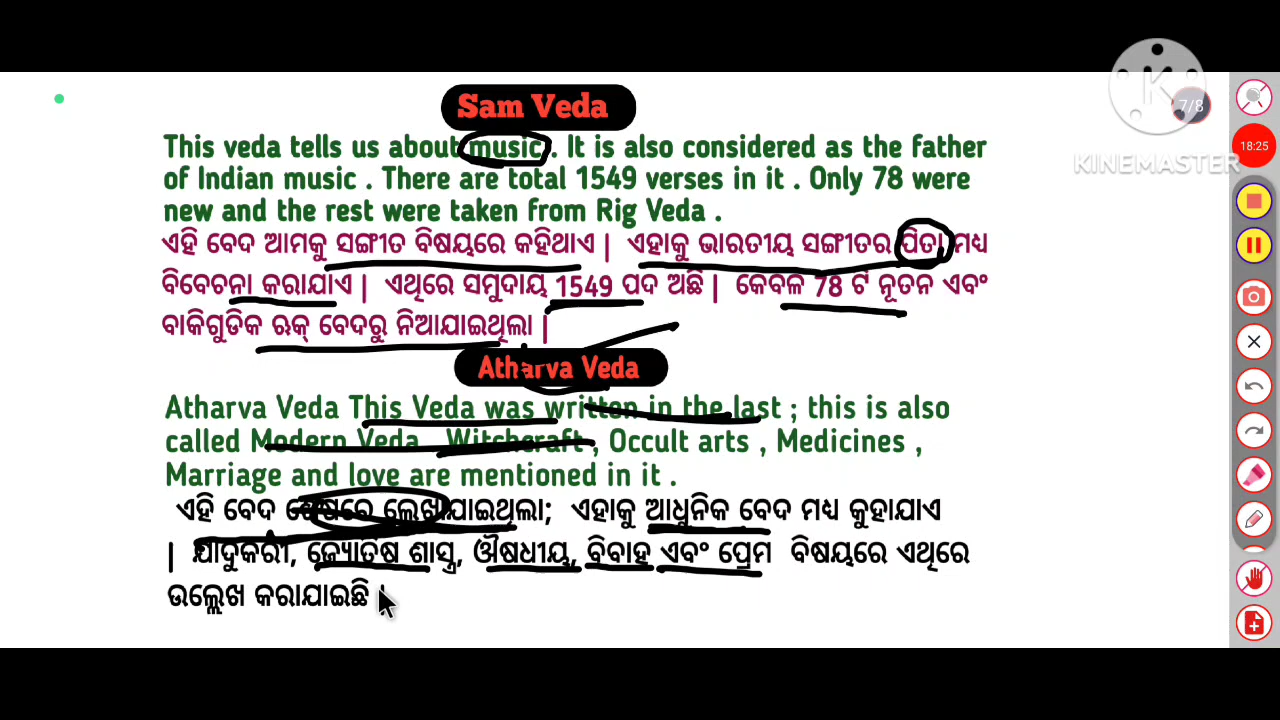 Sam Veda
7/8
18:25
KINEMASTER
This veda tells us about music . It is also considered as the father
of Indian music . There are total 1549 verses in it . Only 78 were
new and the rest were taken from Rig Veda .
ଏହି ବେଦ ଆମକୁ ସଙ୍ଗୀତ ବିଷୟରେ କହିଥାଏ | ଏହାକୁ ଭାରତୀୟ ସଙ୍ଗୀତର ପିତା ମଧ୍ୟ
ବିବେଚନା କରାଯାଏ | ଏଥିରେ ସମୁଦାୟ 1549 ପଦ ଅଛି | କେବଳ 78 ଟି ନୂତନ ଏବଂ
ବାକିଗୁଡିକ ଋକ୍ ବେଦରୁ ନିଆଯାଇଥିଲା |
Atharva Veda
Atharva Veda This Veda was written in the last ; this is also
called Modern Veda Witchcraft , Occult arts , Medicines ,
Marriage and love are mentioned in it .
ଏହି ବେଦ ଶେଷରେ ଲେଖାଯାଇଥିଲା; ଏହାକୁ ଆଧୁନିକ ବେଦ ମଧ୍ୟ କୁହାଯାଏ
| ଯାଦୁକରୀ, ଜ୍ୟୋତିଷ ଶାସ୍ତ୍ର, ଔଷଧୀୟ, ବିବାହ ଏବଂ ପ୍ରେମ ବିଷୟରେ ଏଥିରେ
ଉଲ୍ଲେଖ କରାଯାଇଛି |